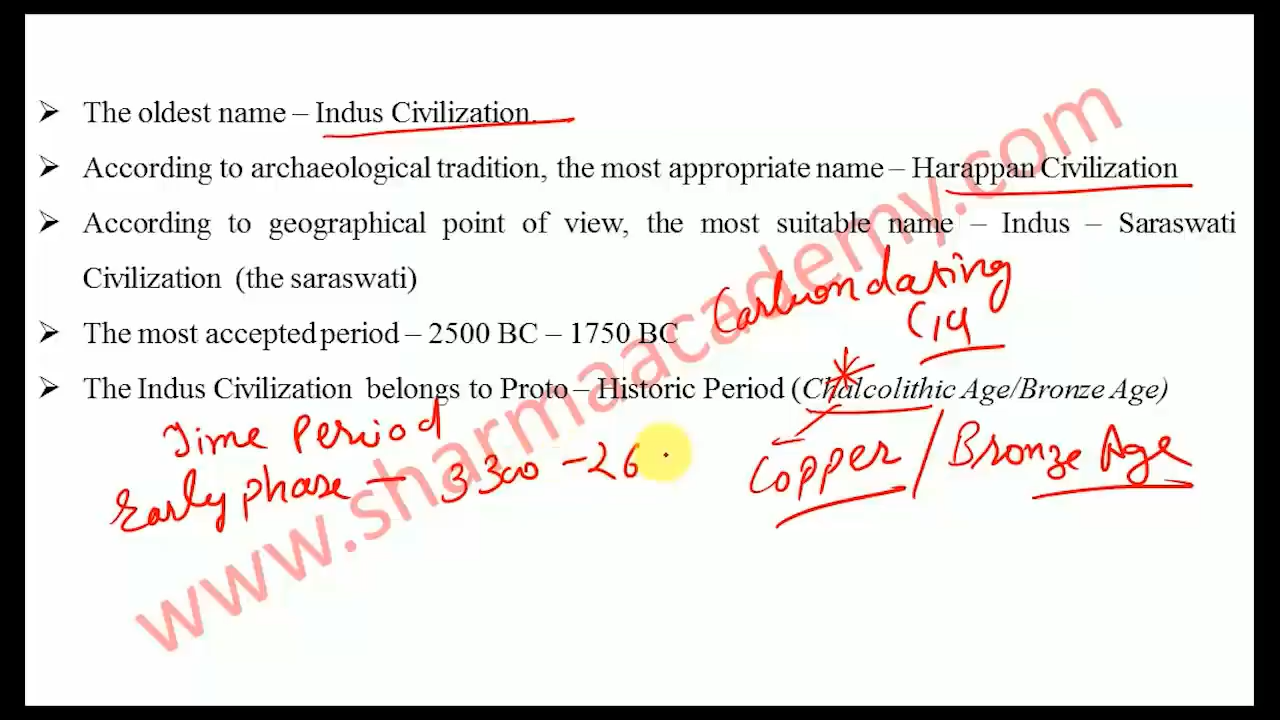 ➢ The oldest name – Indus Civilization.
➢ According to archaeological tradition, the most appropriate name – Harappan Civilization
➢ According to geographical point of view, the most suitable name – Indus – Saraswati
Civilization (the saraswati)
Carbon dating
C14
➢ The most accepted period – 2500 BC – 1750 BC
➢ The Indus Civilization belongs to Proto – Historic Period (Chalcolithic Age/Bronze Age)
Time Period
Copper / Bronze Age
Early phase – 3300 – 26
www.sharmaacademy.com